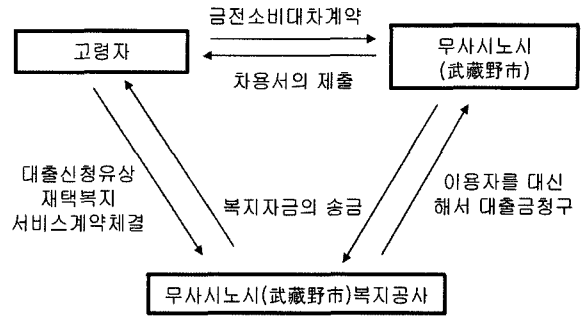 금전소비대차계약
고령자
무사시노시
(武藏野市)
차용서의 제출
대출신청유상
재택복지
서비스계약체결
복지자금의 송금
이용자를 대신
해서 대출금청구
무사시노시(武藏野市)복지공사